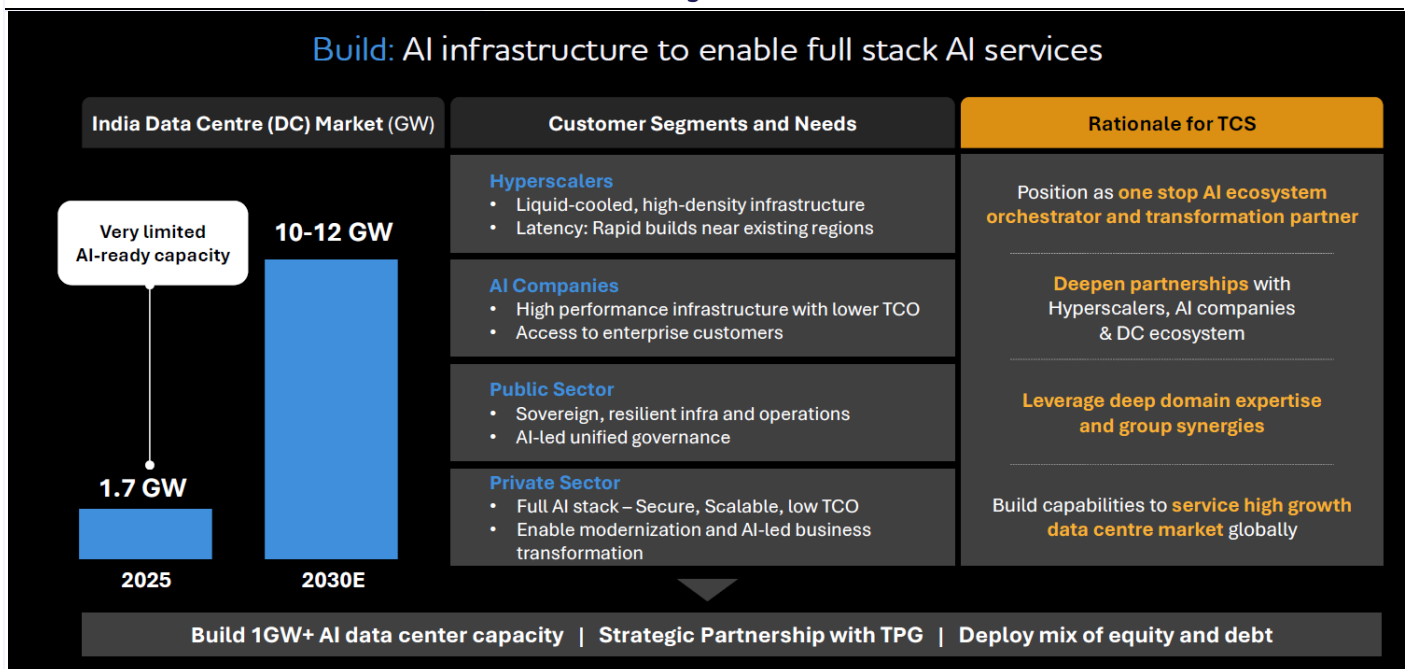 Build: AI infrastructure to enable full stack AI services
India Data Centre (DC) Market (GW)
Very limited
AI-ready capacity
10-12 GW
1.7 GW
2025
2030E
Customer Segments and Needs
Hyperscalers
• Liquid-cooled, high-density infrastructure
• Latency: Rapid builds near existing regions
AI Companies
• High performance infrastructure with lower TCO
• Access to enterprise customers
Public Sector
• Sovereign, resilient infra and operations
• AI-led unified governance
Private Sector
• Full AI stack – Secure, Scalable, low TCO
• Enable modernization and AI-led business
transformation
Rationale for TCS
Position as one stop AI ecosystem
orchestrator and transformation partner
Deepen partnerships with
Hyperscalers, AI companies
& DC ecosystem
Leverage deep domain expertise
and group synergies
Build capabilities to service high growth
data centre market globally
Build 1GW+ AI data center capacity | Strategic Partnership with TPG | Deploy mix of equity and debt